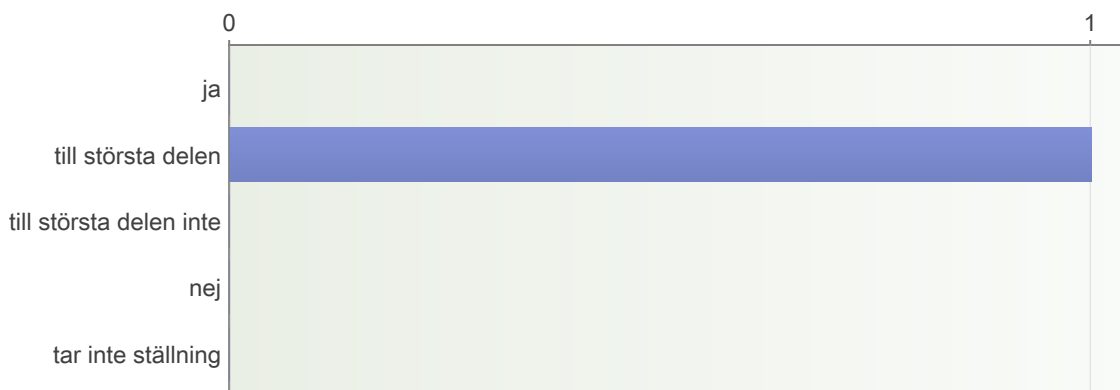 0 1
ja
till största delen
till största delen inte
nej
tar inte ställning